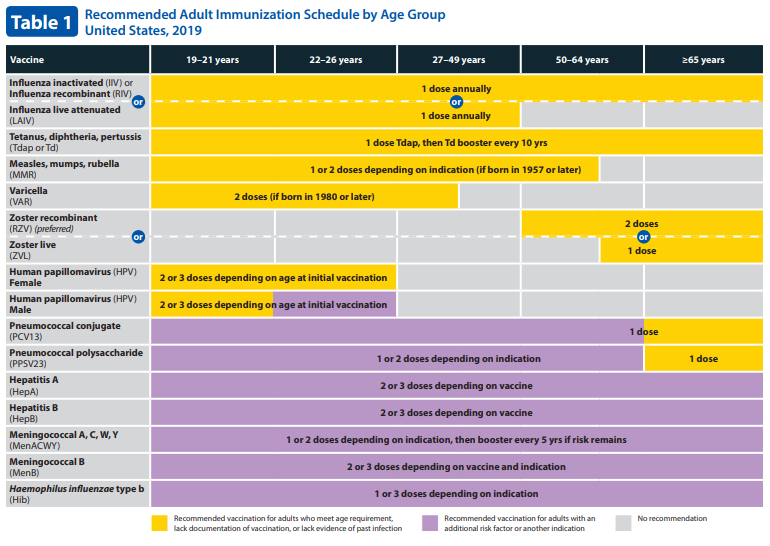 Table 1
Recommended Adult Immunization Schedule by Age Group
United States, 2019
Vaccine 19–21 years 22–26 years 27–49 years 50–64 years ≥65 years
Influenza inactivated (IIV) or
Influenza recombinant (RIV)
1 dose annually
or or
Influenza live attenuated
(LAIV)
1 dose annually
Tetanus, diphtheria, pertussis
(Tdap or Td)
1 dose Tdap, then Td booster every 10 yrs
Measles, mumps, rubella
(MMR)
1 or 2 doses depending on indication (if born in 1957 or later)
Varicella
(VAR)
2 doses (if born in 1980 or later)
Zoster recombinant
(RZV) (preferred)
2 doses
or or
Zoster live
(ZVL)
1 dose
Human papillomavirus (HPV)
Female
2 or 3 doses depending on age at initial vaccination
Human papillomavirus (HPV)
Male
2 or 3 doses depending on age at initial vaccination
Pneumococcal conjugate
(PCV13)
1 dose
Pneumococcal polysaccharide
(PPSV23)
1 or 2 doses depending on indication 1 dose
Hepatitis A
(HepA)
2 or 3 doses depending on vaccine
Hepatitis B
(HepB)
2 or 3 doses depending on vaccine
Meningococcal A, C, W, Y
(MenACWY)
1 or 2 doses depending on indication, then booster every 5 yrs if risk remains
Meningococcal B
(MenB)
2 or 3 doses depending on vaccine and indication
Haemophilus influenzae type b
(Hib)
1 or 3 doses depending on indication
Recommended vaccination for adults who meet age requirement,
lack documentation of vaccination, or lack evidence of past infection
Recommended vaccination for adults with an
additional risk factor or another indication
No recommendation